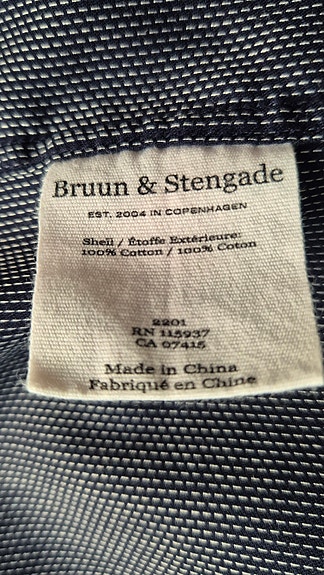 Bruun & Stengade
EST. 2004 IN COPENHAGEN
Shell / Étoffe Extérieure:
100% Cotton / 100% Coton
2201
RN 115937
CA 07415
Made in China
Fabriqué en Chine